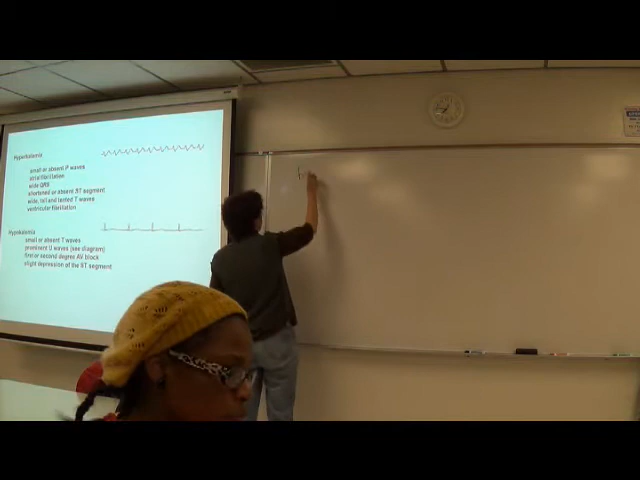 Hyperkalemia
small or absent P waves
atrial fibrillation
wide QRS
shortened or absent ST segment
wide, tall and tented T waves
ventricular fibrillation
Hypokalemia
small or absent T waves
prominent U waves (see diagram)
first or second degree AV block
slight depression of the ST segment